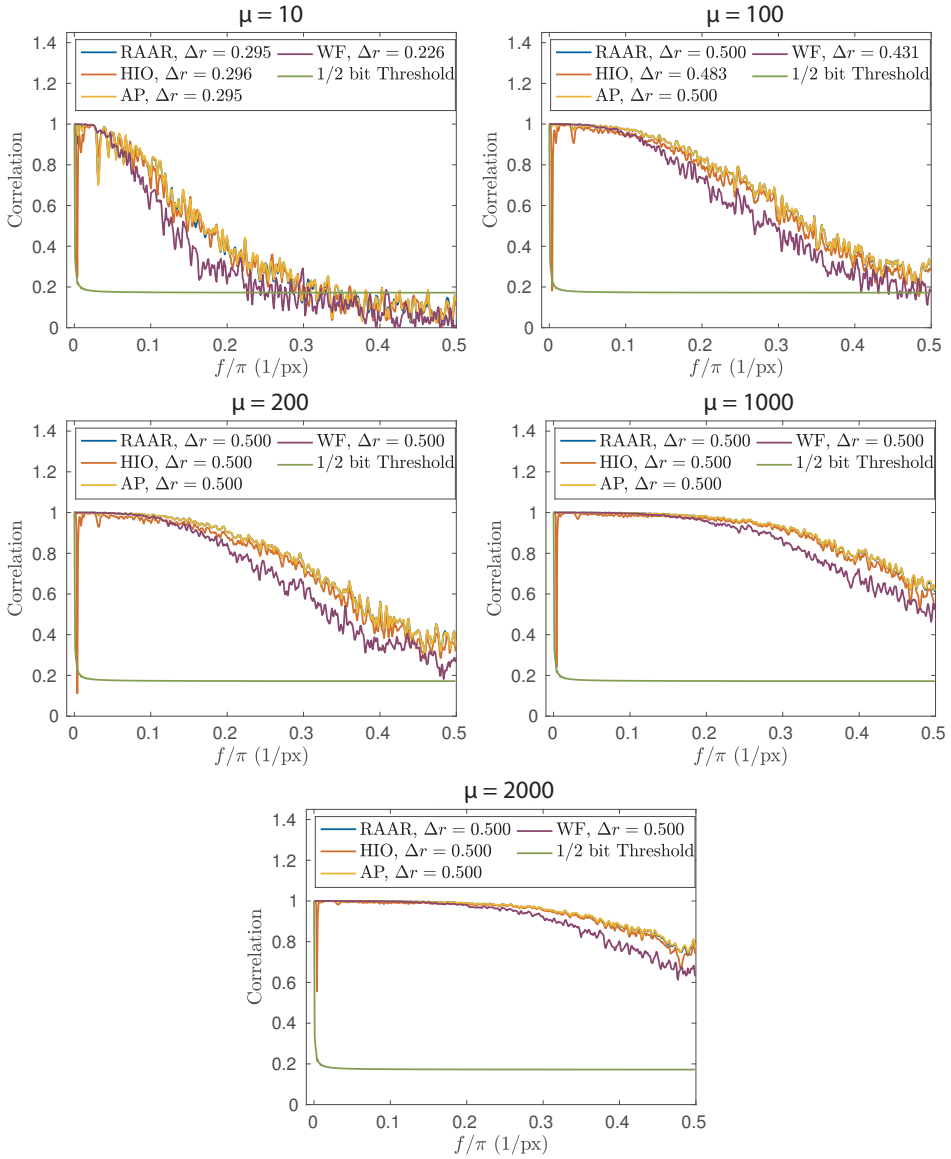 μ = 10
RAAR, Δr = 0.295 WF, Δr = 0.226
HIO, Δr = 0.296 1/2 bit Threshold
AP, Δr = 0.295
1.4
1.2
1
0.8
0.6
0.4
0.2
0
Correlation
0 0.1 0.2 0.3 0.4 0.5
f/π (1/px)
μ = 100
RAAR, Δr = 0.500 WF, Δr = 0.431
HIO, Δr = 0.483 1/2 bit Threshold
AP, Δr = 0.500
1.4
1.2
1
0.8
0.6
0.4
0.2
0
Correlation
0 0.1 0.2 0.3 0.4 0.5
f/π (1/px)
μ = 200
RAAR, Δr = 0.500 WF, Δr = 0.500
HIO, Δr = 0.500 1/2 bit Threshold
AP, Δr = 0.500
1.4
1.2
1
0.8
0.6
0.4
0.2
0
Correlation
0 0.1 0.2 0.3 0.4 0.5
f/π (1/px)
μ = 1000
RAAR, Δr = 0.500 WF, Δr = 0.500
HIO, Δr = 0.500 1/2 bit Threshold
AP, Δr = 0.500
1.4
1.2
1
0.8
0.6
0.4
0.2
0
Correlation
0 0.1 0.2 0.3 0.4 0.5
f/π (1/px)
μ = 2000
RAAR, Δr = 0.500 WF, Δr = 0.500
HIO, Δr = 0.500 1/2 bit Threshold
AP, Δr = 0.500
1.4
1.2
1
0.8
0.6
0.4
0.2
0
Correlation
0 0.1 0.2 0.3 0.4 0.5
f/π (1/px)